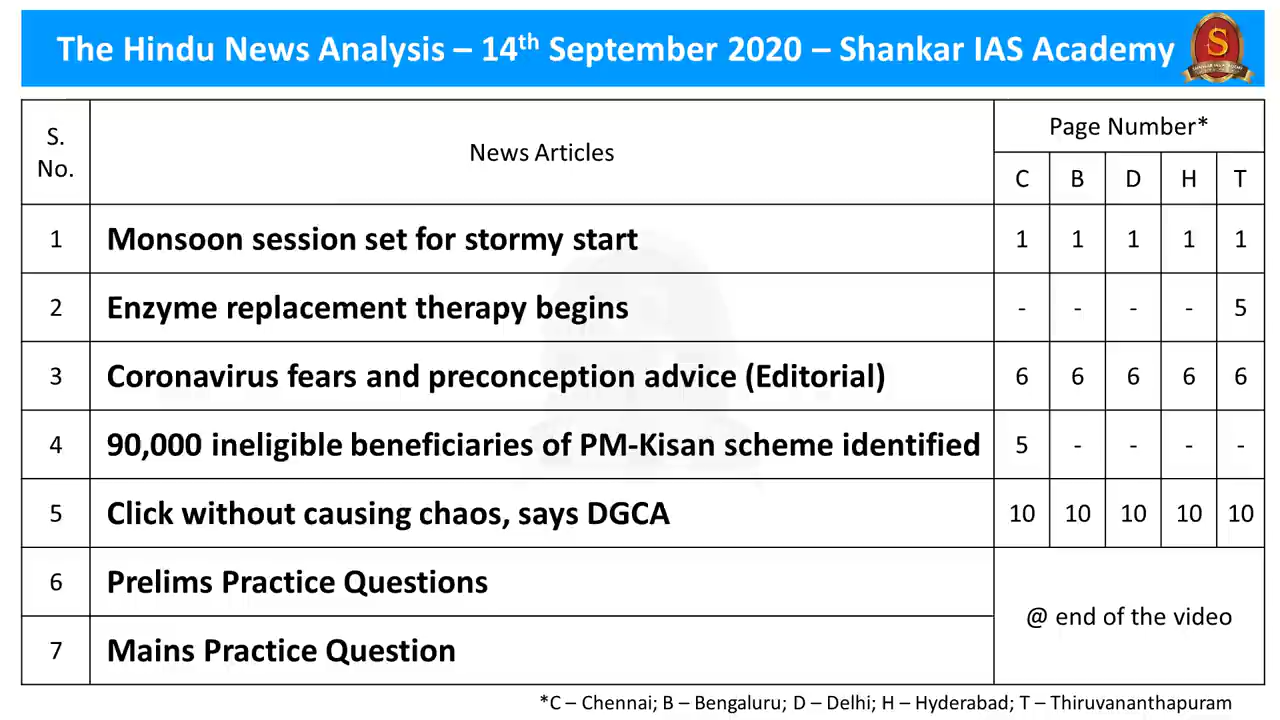 The Hindu News Analysis – 14th September 2020 – Shankar IAS Academy
S.
No.
News Articles
Page Number*
C B D H T
1 Monsoon session set for stormy start 1 1 1 1 1
2 Enzyme replacement therapy begins - - - - 5
3 Coronavirus fears and preconception advice (Editorial) 6 6 6 6 6
4 90,000 ineligible beneficiaries of PM-Kisan scheme identified 5 - - - -
5 Click without causing chaos, says DGCA 10 10 10 10 10
6 Prelims Practice Questions
@ end of the video
7 Mains Practice Question
*C – Chennai; B – Bengaluru; D – Delhi; H – Hyderabad; T – Thiruvananthapuram